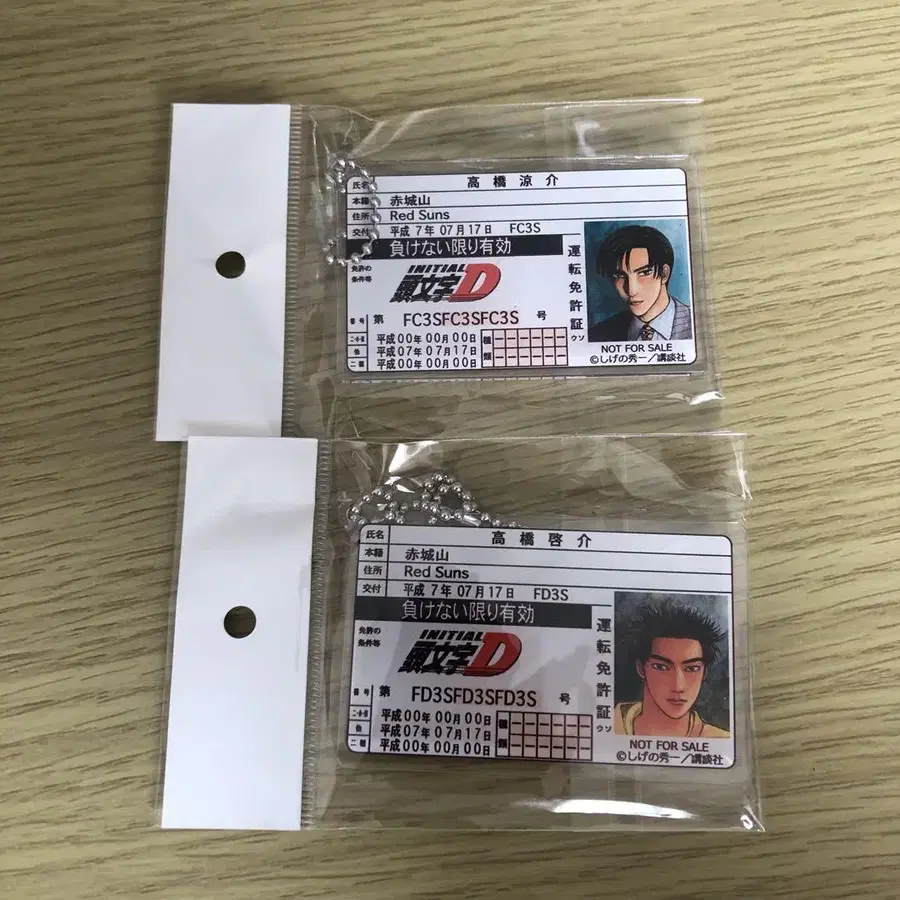 氏名 高橋涼介
本籍 赤城山
住所 Red Suns
交付 平成 7年 07月17日 FC3S
負けない限り有効
免許の
条件等
INITIAL
頭文字D
運転免許証
ウソ
番号 第 FC3SFC3SFC3S 号
平成00年 00月 00日
他 平成07年 07月17日
平成00年 00月 00日
種類
NOT FOR SALE
©しげの秀一/講談社
氏名 高橋啓介
本籍 赤城山
住所 Red Suns
交付 平成 7年 07月17日 FD3S
負けない限り有効
免許の
条件等
INITIAL
頭文字D
運転免許証
ウソ
番号 第 FD3SFD3SFD3S 号
平成00年 00月 00日
他 平成07年 07月17日
平成00年 00月 00日
種類
NOT FOR SALE
©しげの秀一/講談社